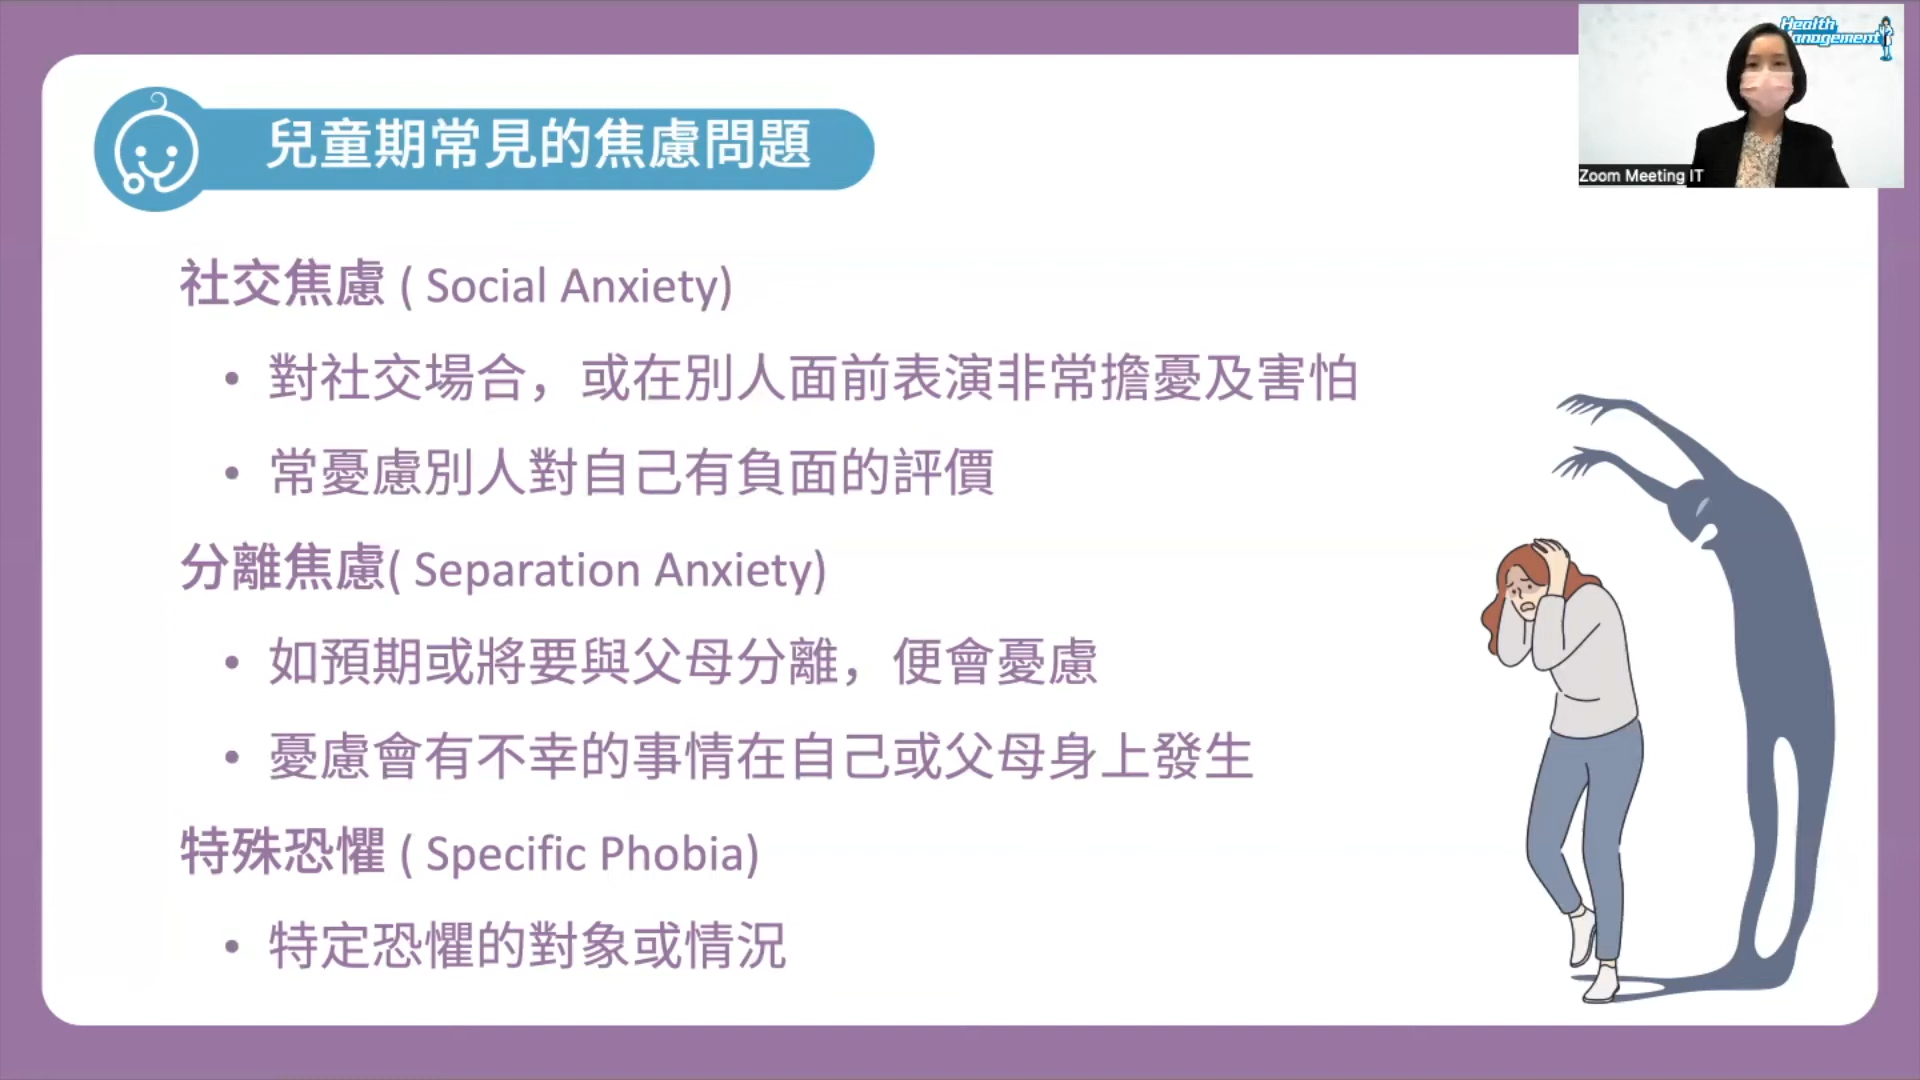 Health
Management
Zoom Meeting IT
兒童期常見的焦慮問題
社交焦慮 ( Social Anxiety)
• 對社交場合，或在別人面前表演非常擔憂及害怕
• 常憂慮別人對自己有負面的評價
分離焦慮( Separation Anxiety)
• 如預期或將要與父母分離，便會憂慮
• 憂慮會有不幸的事情在自己或父母身上發生
特殊恐懼 ( Specific Phobia)
• 特定恐懼的對象或情況